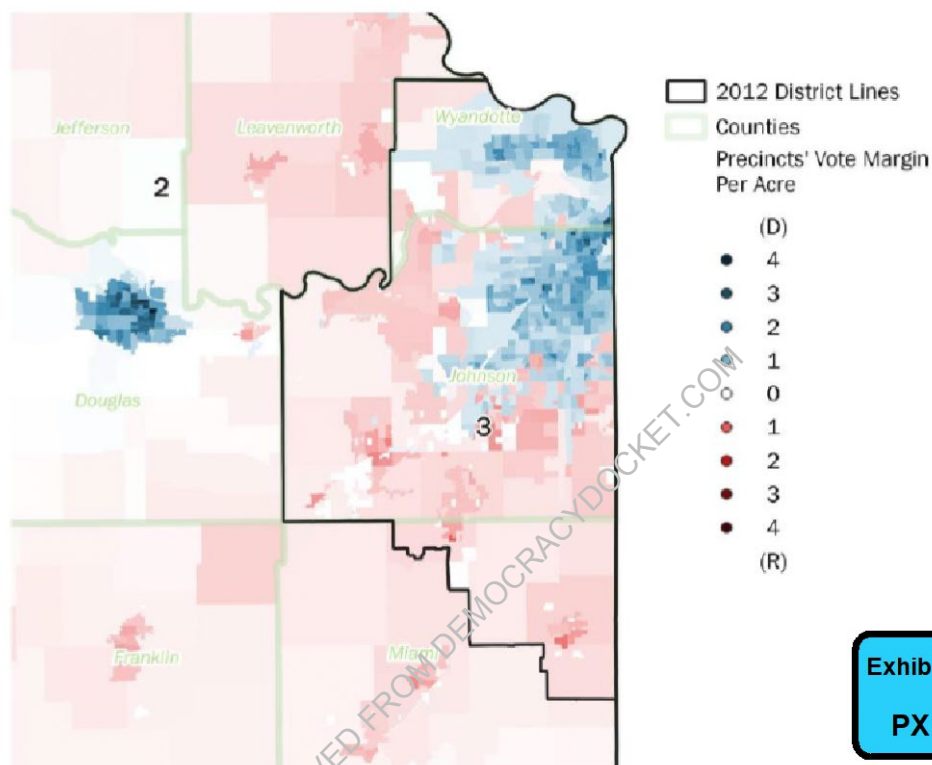 Jefferson
Leavenworth
Wyandotte
2
Douglas
Johnson
3
Franklin
Miami
2012 District Lines
Counties
Precincts' Vote Margin
Per Acre
(D)
4
3
2
1
0
1
2
3
4
(R)
FROM DEMOCRACYDOCKET.COM
PX